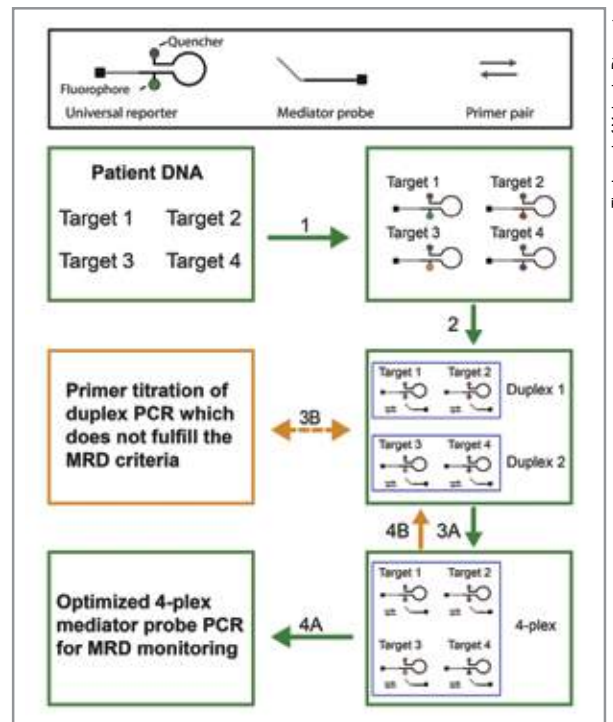 Quencher
Fluorophore
Universal reporter Mediator probe Primer pair
Patient DNA
Target 1 Target 2
Target 3 Target 4
1
Target 1 Target 2
Target 3 Target 4
2
Primer titration of
duplex PCR which
does not fulfill the
MRD criteria
3B
Target 1 Target 2
Duplex 1
Target 3 Target 4
Duplex 2
4B 3A
Optimized 4-plex
mediator probe PCR
for MRD monitoring
4A
Target 1 Target 2
4-plex
Target 3 Target 4